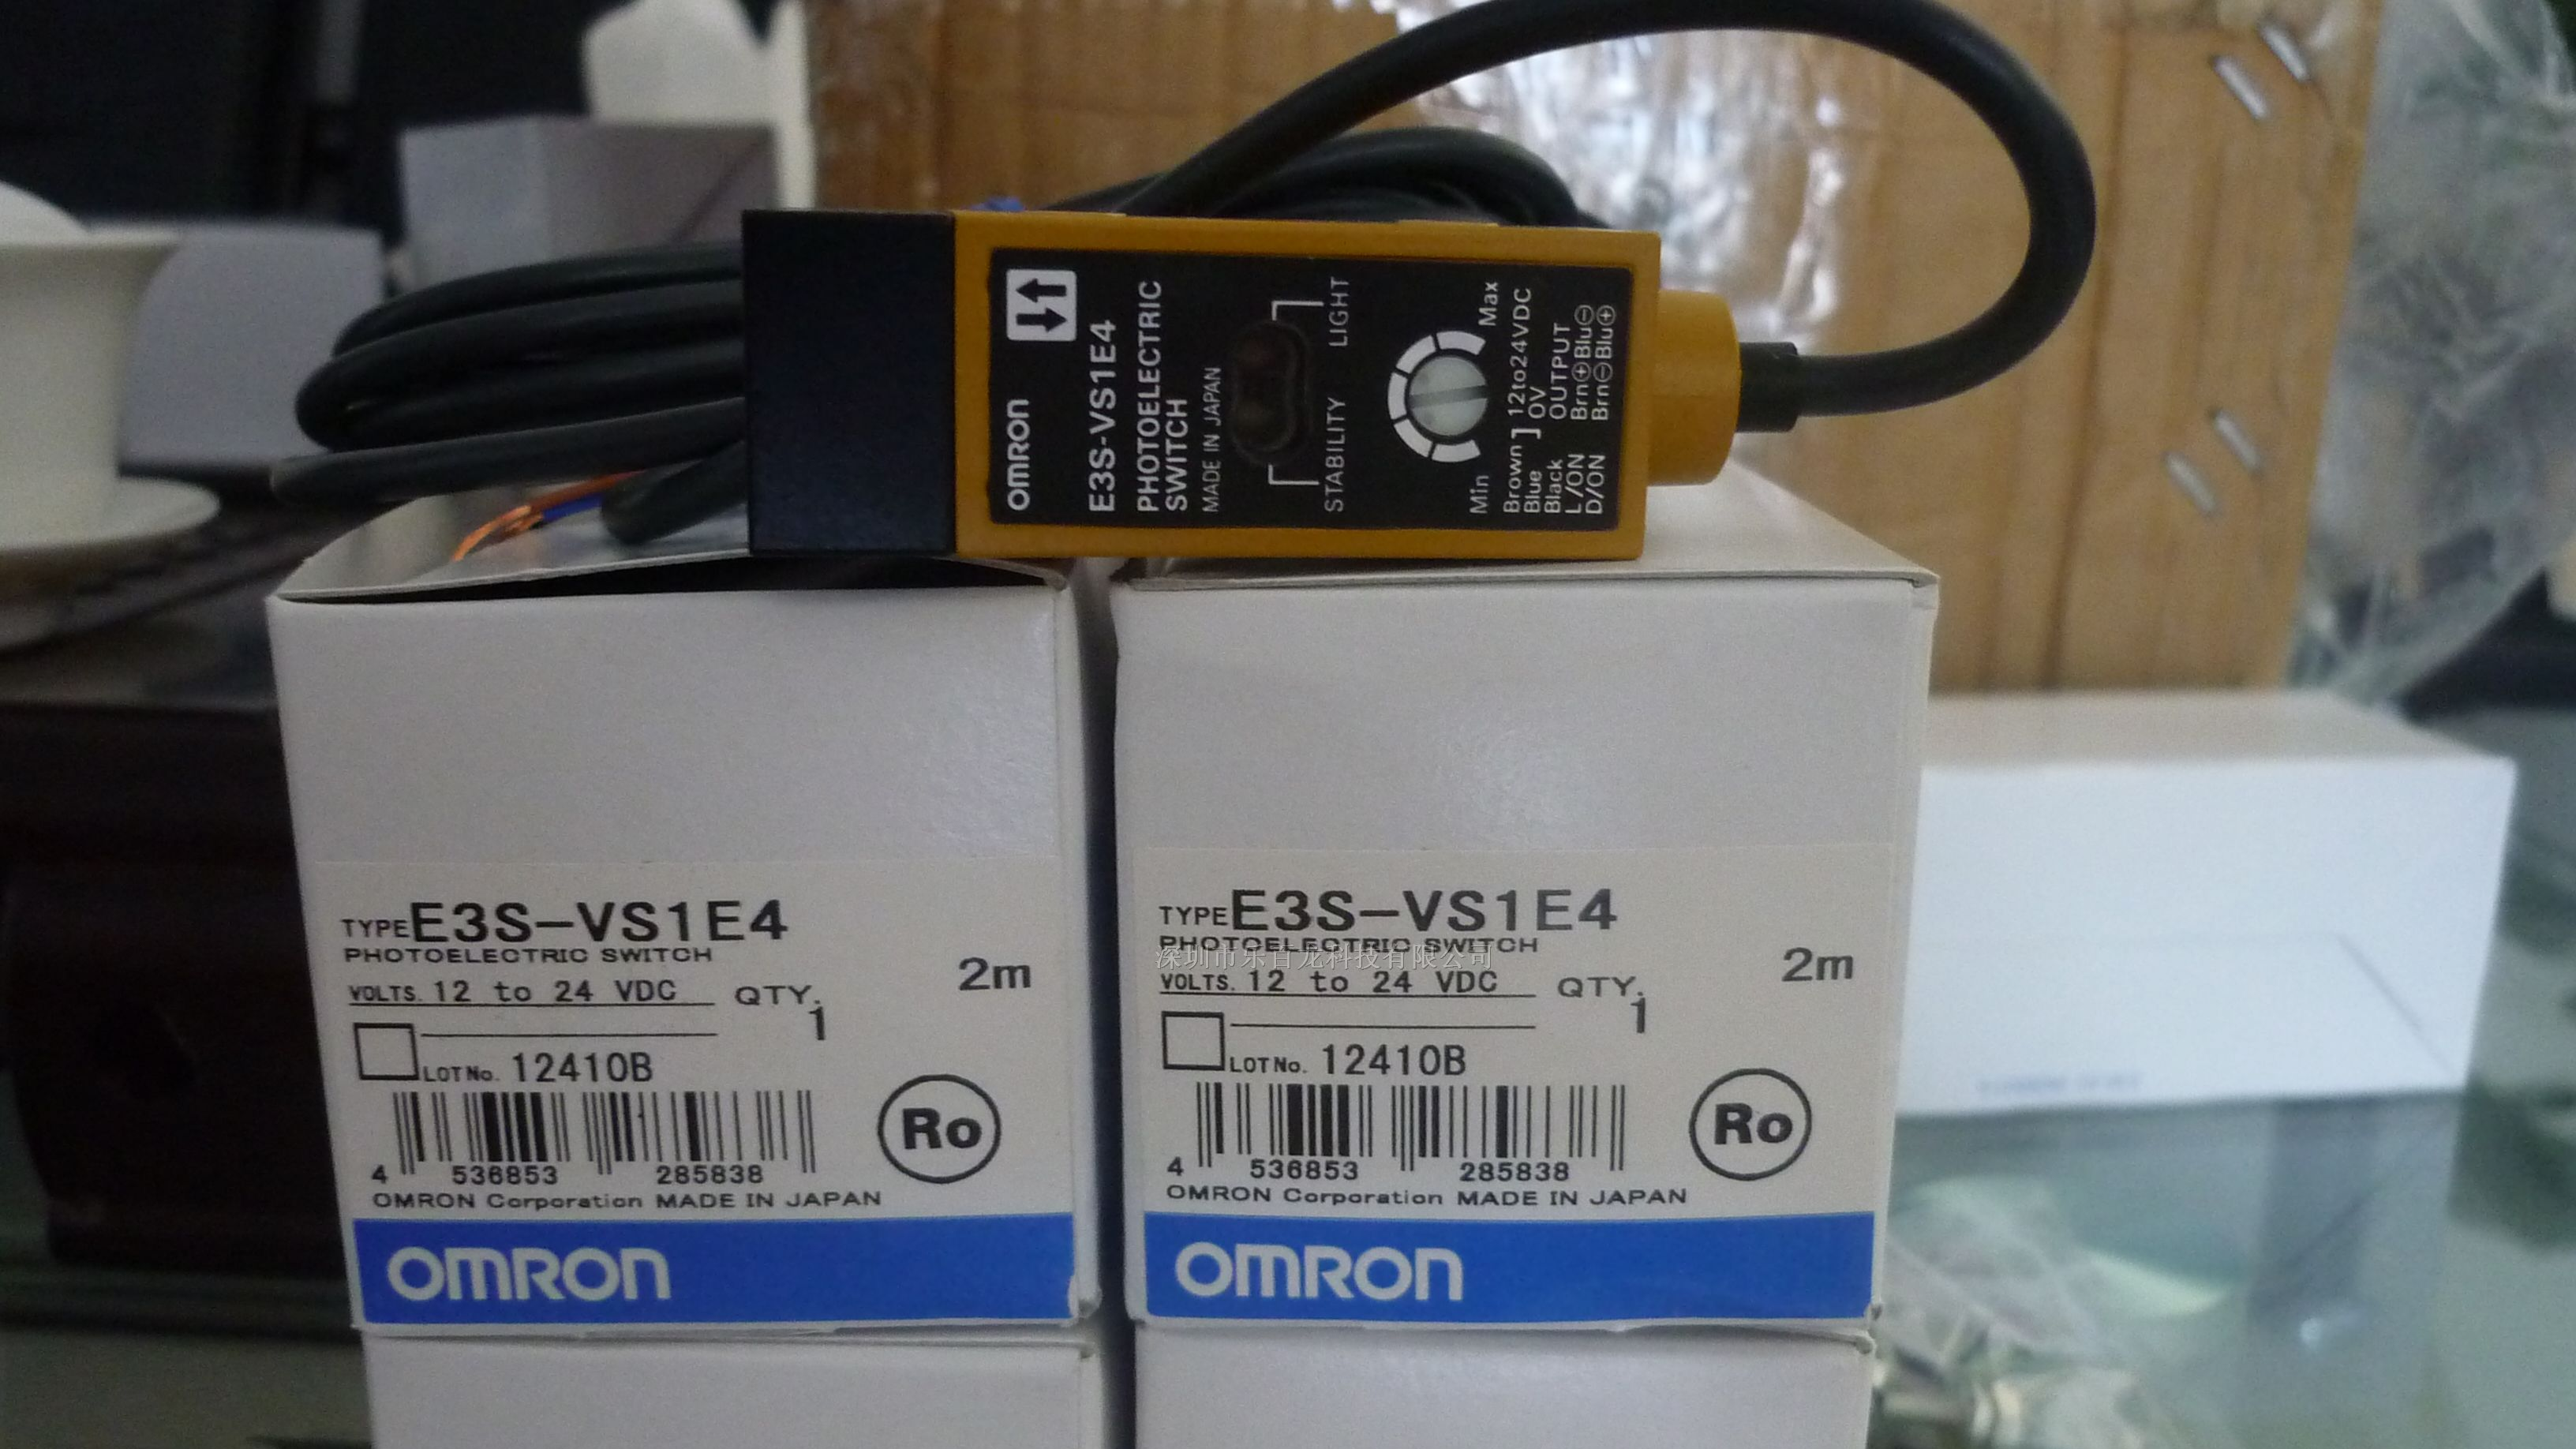 OMRON
E3S-VS1E4
PHOTOELECTRIC
SWITCH
MADE IN JAPAN
STABILITY LIGHT
Min Max
Brown ] 12to24VDC
Blue ] 0V
Black OUTPUT
L/ON Brn⊕Blu⊖
D/ON Brn⊖Blu⊕
TYPE E3S-VS1E4
PHOTOELECTRIC SWITCH
2m
VOLTS. 12 to 24 VDC QTY.
1
LOT No. 12410B
Ro
4 536853 285838
OMRON Corporation MADE IN JAPAN
OMRON
TYPE E3S-VS1E4
PHOTOELECTRIC SWITCH
深圳市乐百龙科技有限公司
2m
VOLTS. 12 to 24 VDC QTY.
1
LOT No. 12410B
Ro
4 536853 285838
OMRON Corporation MADE IN JAPAN
OMRON